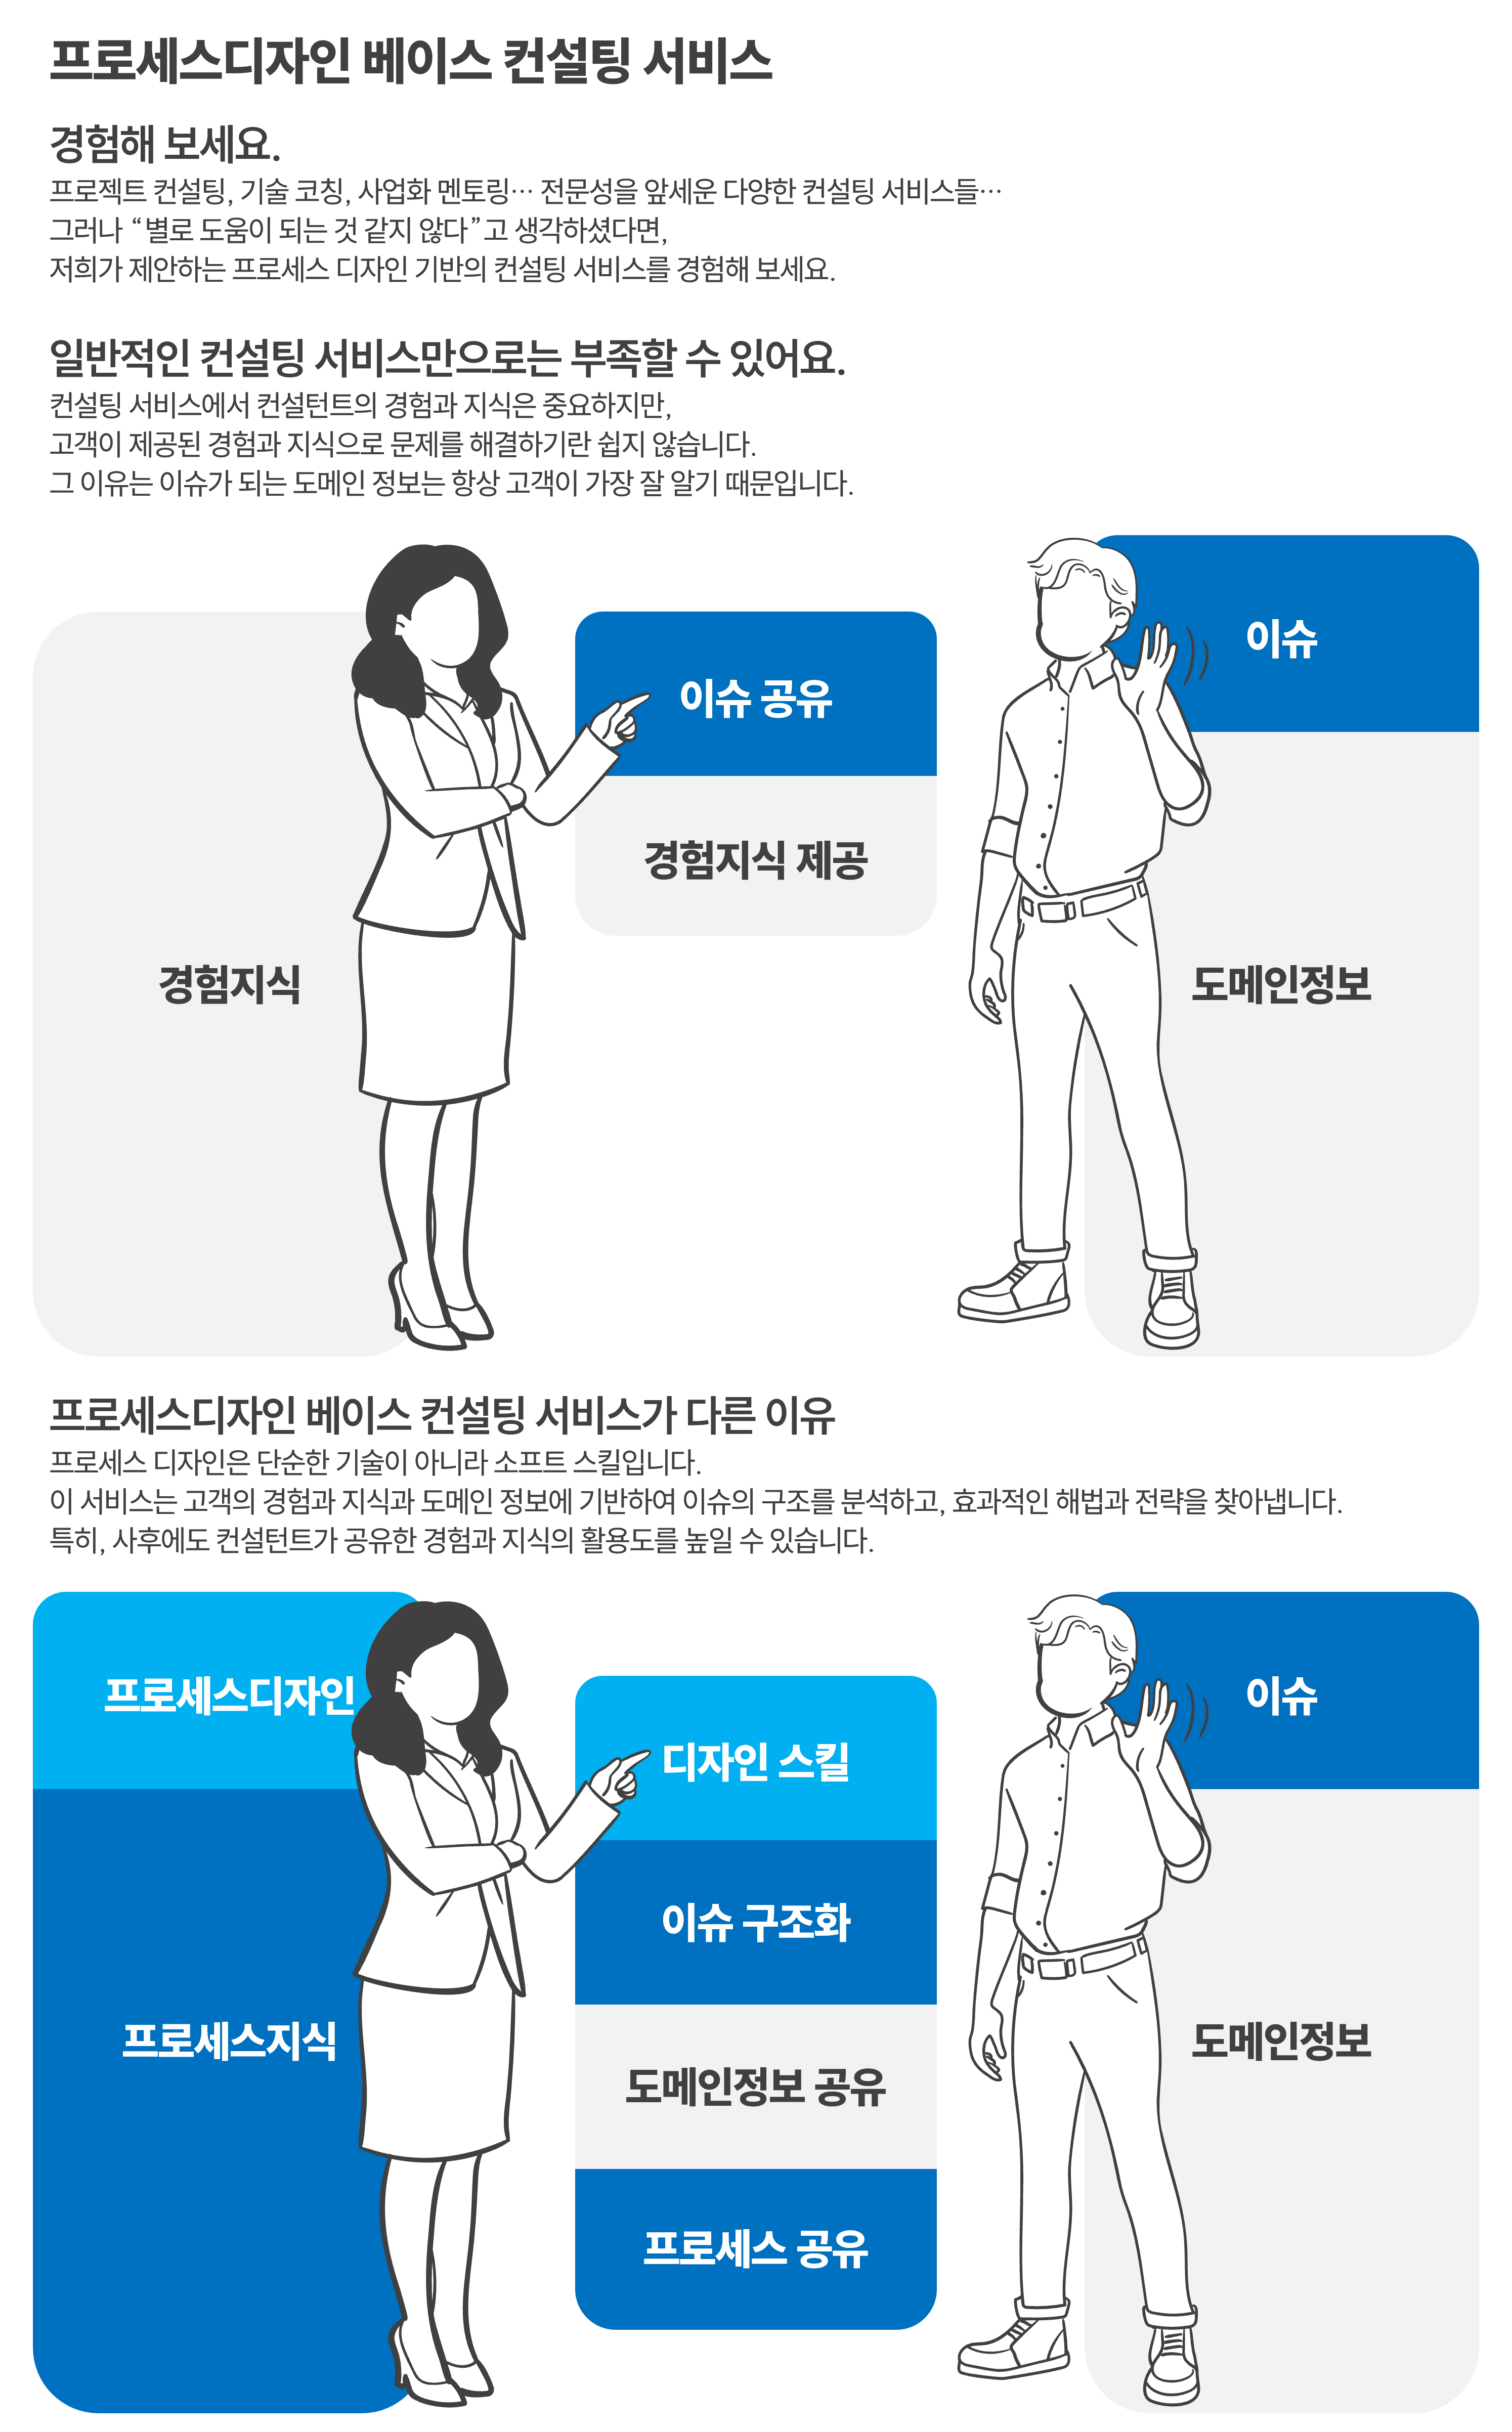 프로세스디자인 베이스 컨설팅 서비스
경험해 보세요.
프로젝트 컨설팅, 기술 코칭, 사업화 멘토링… 전문성을 앞세운 다양한 컨설팅 서비스들…
그러나 “별로 도움이 되는 것 같지 않다”고 생각하셨다면,
저희가 제안하는 프로세스 디자인 기반의 컨설팅 서비스를 경험해 보세요.
일반적인 컨설팅 서비스만으로는 부족할 수 있어요.
컨설팅 서비스에서 컨설턴트의 경험과 지식은 중요하지만,
고객이 제공된 경험과 지식으로 문제를 해결하기란 쉽지 않습니다.
그 이유는 이슈가 되는 도메인 정보는 항상 고객이 가장 잘 알기 때문입니다.
이슈
이슈 공유
경험지식 제공
경험지식
도메인정보
프로세스디자인 베이스 컨설팅 서비스가 다른 이유
프로세스 디자인은 단순한 기술이 아니라 소프트 스킬입니다.
이 서비스는 고객의 경험과 지식과 도메인 정보에 기반하여 이슈의 구조를 분석하고, 효과적인 해법과 전략을 찾아냅니다.
특히, 사후에도 컨설턴트가 공유한 경험과 지식의 활용도를 높일 수 있습니다.
프로세스디자인
이슈
디자인 스킬
이슈 구조화
프로세스지식
도메인정보
도메인정보 공유
프로세스 공유